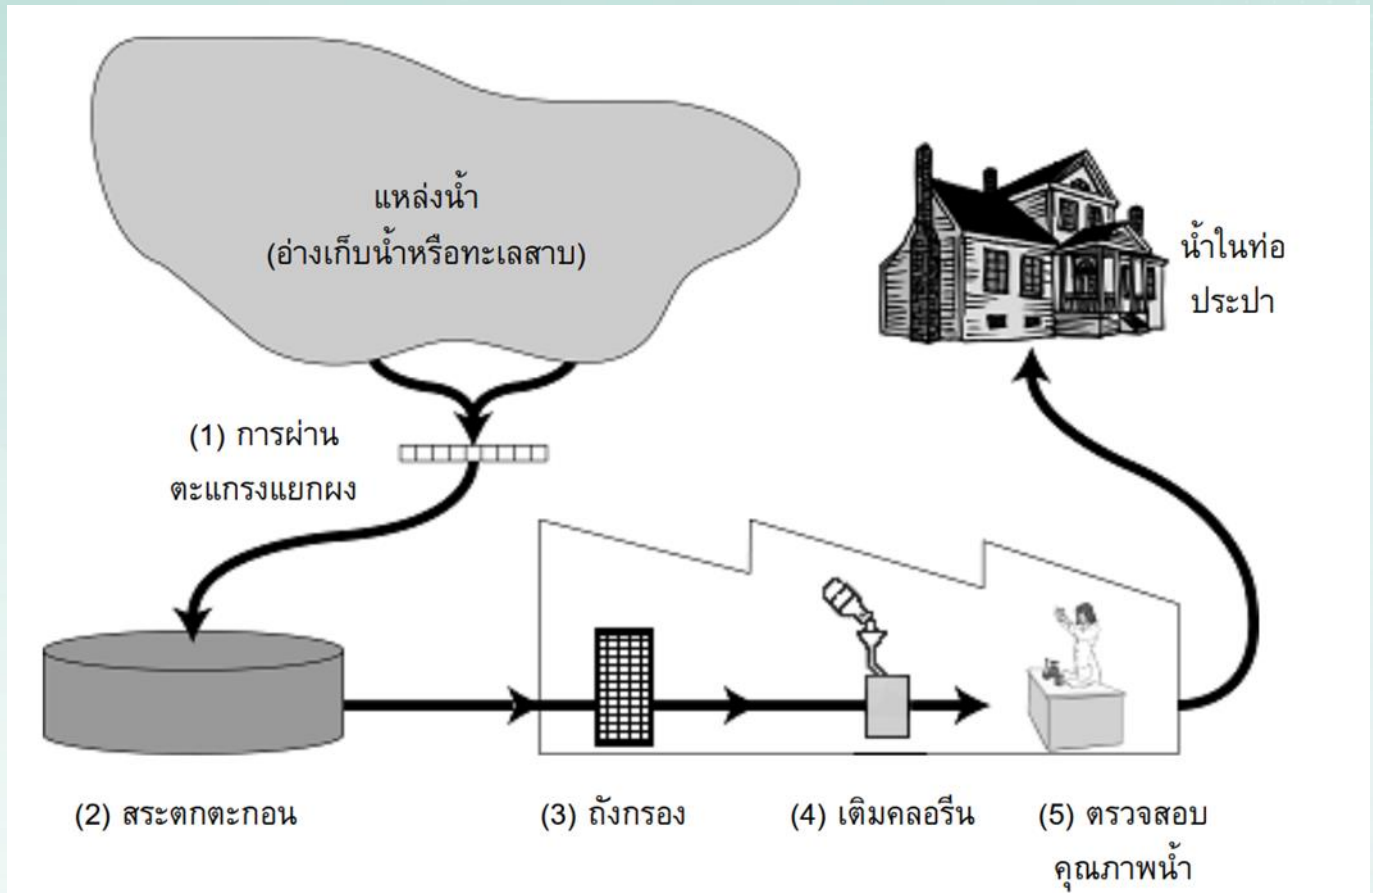 แหล่งน้ำ
(อ่างเก็บน้ำหรือทะเลสาบ)
น้ำในท่อ
ประปา
(1) การผ่าน
ตะแกรงแยกผง
(2) สระตกตะกอน
(3) ถังกรอง
(4) เติมคลอรีน
(5) ตรวจสอบ
คุณภาพน้ำ